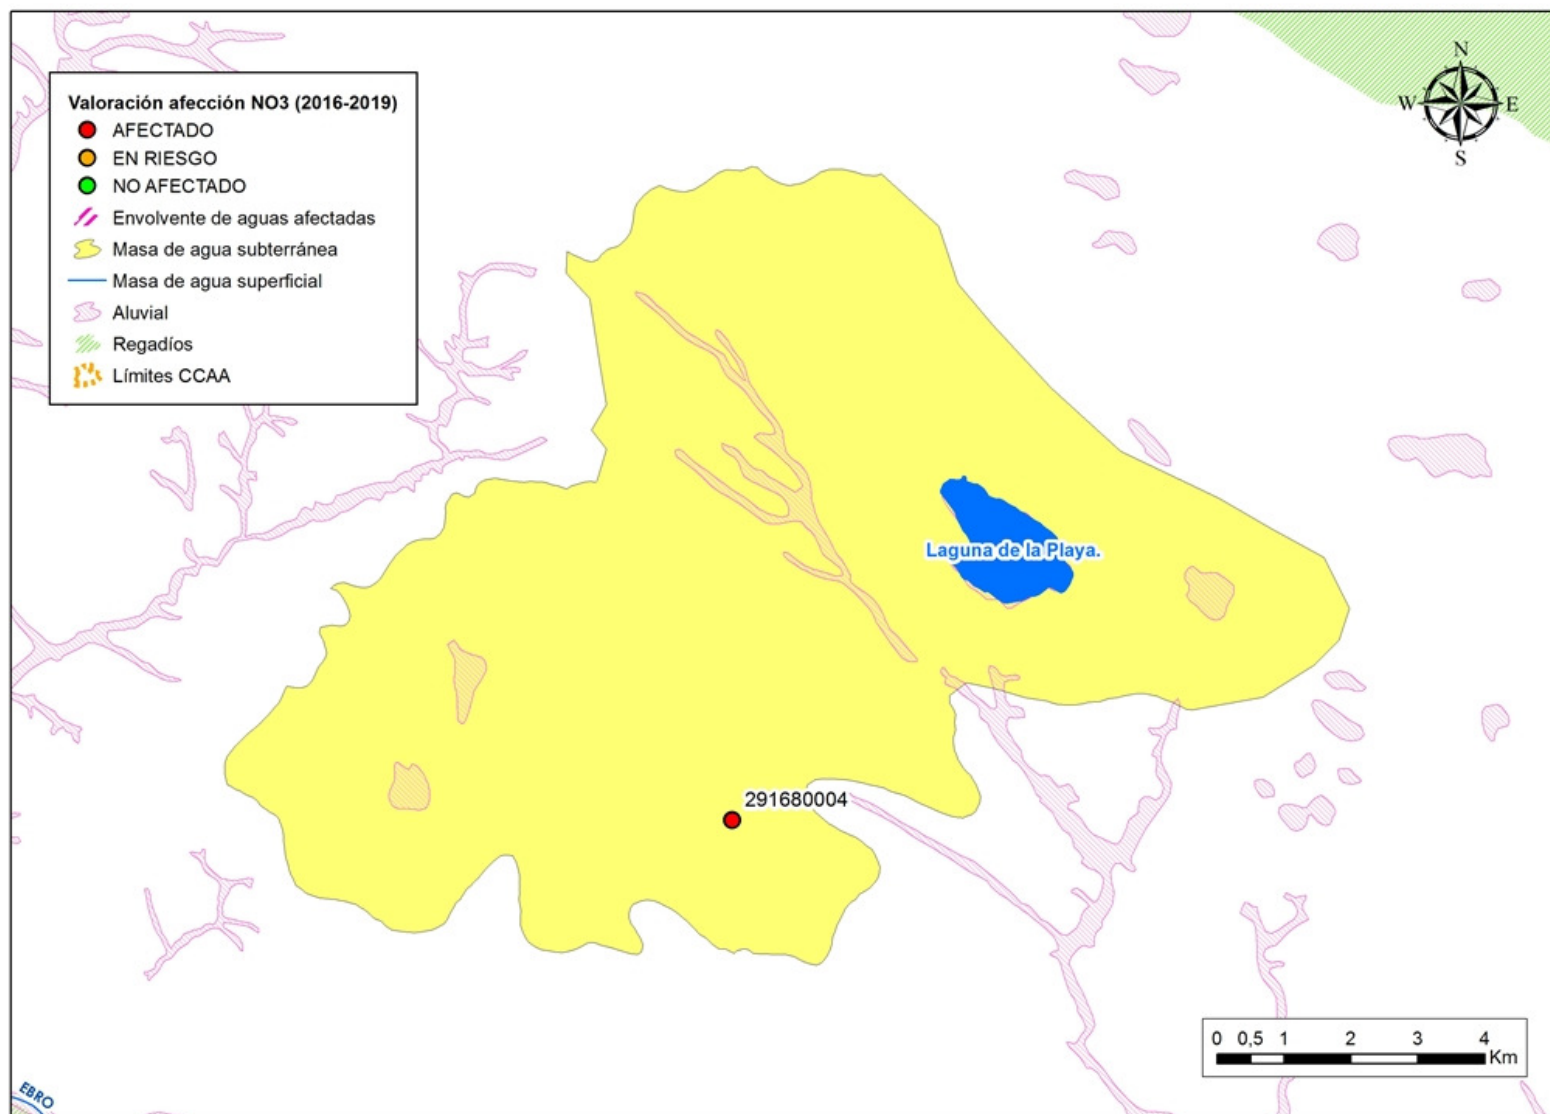 Valoración afección NO3 (2016-2019)
AFECTADO
EN RIESGO
NO AFECTADO
Envolvente de aguas afectadas
Masa de agua subterránea
Masa de agua superficial
Aluvial
Regadíos
Límites CCAA
N
W
E
S
Laguna de la Playa.
291680004
0 0,5 1 2 3 4
Km
EBRO